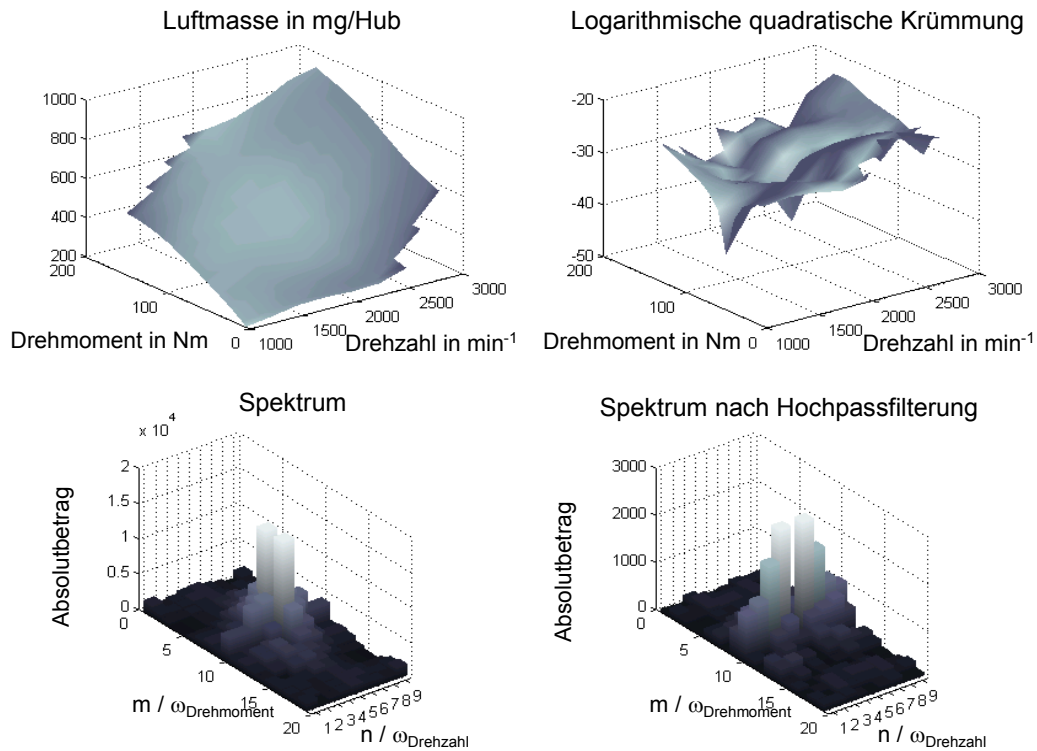 Luftmasse in mg/Hub
1000
800
600
400
200
200
100
0
1000
1500
2000
2500
3000
Drehmoment in Nm
Drehzahl in min⁻¹
Logarithmische quadratische Krümmung
-20
-30
-40
-50
200
100
0
1000
1500
2000
2500
3000
Drehmoment in Nm
Drehzahl in min⁻¹
Spektrum
x 10⁴
2
1.5
1
0.5
0
0
5
10
15
20
1 2 3 4 5 6 7 8 9
Absolutbetrag
m / ωDrehmoment
n / ωDrehzahl
Spektrum nach Hochpassfilterung
3000
2000
1000
0
0
5
10
15
20
1 2 3 4 5 6 7 8 9
Absolutbetrag
m / ωDrehmoment
n / ωDrehzahl